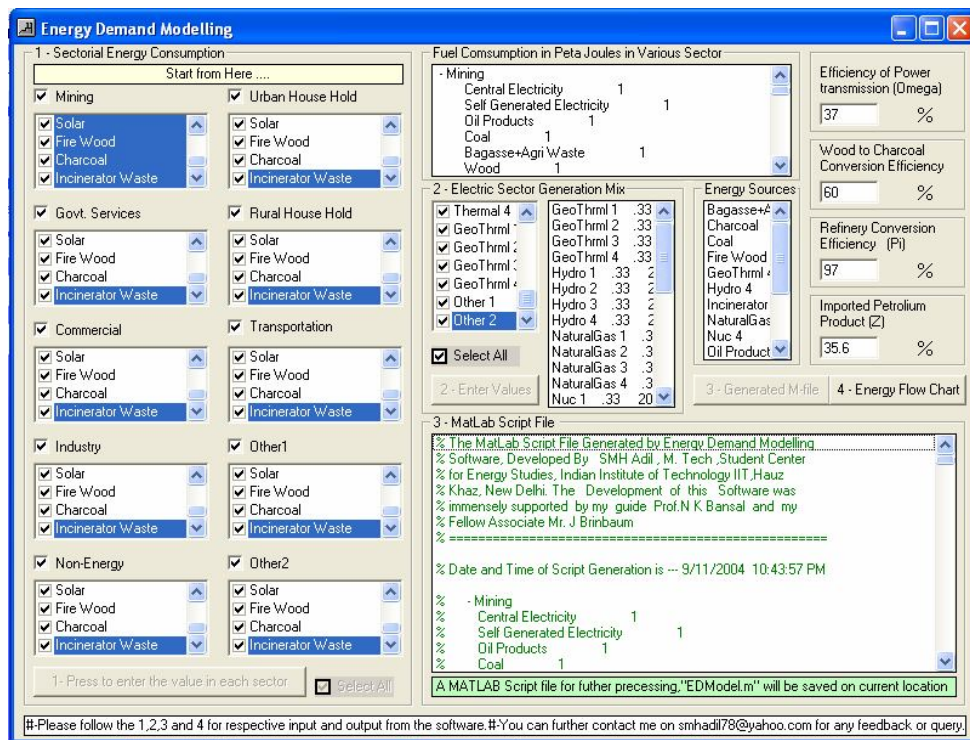 Energy Demand Modelling
1 - Sectorial Energy Consumption
Start from Here ....
Mining
Solar
Fire Wood
Charcoal
Incinerator Waste
Urban House Hold
Solar
Fire Wood
Charcoal
Incinerator Waste
Govt. Services
Solar
Fire Wood
Charcoal
Incinerator Waste
Rural House Hold
Solar
Fire Wood
Charcoal
Incinerator Waste
Commercial
Solar
Fire Wood
Charcoal
Incinerator Waste
Transportation
Solar
Fire Wood
Charcoal
Incinerator Waste
Industry
Solar
Fire Wood
Charcoal
Incinerator Waste
Other1
Solar
Fire Wood
Charcoal
Incinerator Waste
Non-Energy
Solar
Fire Wood
Charcoal
Incinerator Waste
Other2
Solar
Fire Wood
Charcoal
Incinerator Waste
1- Press to enter the value in each sector
Select All
Fuel Comsumption in Peta Joules in Various Sector
- Mining
Central Electricity 1
Self Generated Electricity 1
Oil Products 1
Coal 1
Bagasse+Agri Waste 1
Wood 1
2 - Electric Sector Generation Mix
Thermal 4
GeoThrml
GeoThrml
GeoThrml
GeoThrml
Other 1
Other 2
Select All
2 - Enter Values
GeoThrml 1 .33
GeoThrml 2 .33
GeoThrml 3 .33
GeoThrml 4 .33
Hydro 1 .33 2
Hydro 2 .33 2
Hydro 3 .33 2
Hydro 4 .33 2
NaturalGas 1 .3
NaturalGas 2 .3
NaturalGas 3 .3
NaturalGas 4 .3
Nuc 1 .33 20
Energy Sources
Bagasse+A
Charcoal
Coal
Fire Wood
GeoThrml
Hydro 4
Incinerator
NaturalGas
Nuc 4
Oil Product
3 - Generated M-file
4 - Energy Flow Chart
Efficiency of Power
transmission (Omega)
37 %
Wood to Charcoal
Conversion Efficiency
60 %
Refinery Conversion
Efficiency (Pi)
97 %
Imported Petrolium
Product (Z)
35.6 %
3 - MatLab Script File
% The MatLab Script File Generated by Energy Demand Modelling
% Software, Developed By SMH Adil , M. Tech ,Student Center
% for Energy Studies, Indian Institute of Technology IIT,Hauz
% Khaz, New Delhi. The Development of this Software was
% immensely supported by my guide Prof.N K Bansal and my
% Fellow Associate Mr. J Brinbaum
% ====================================================
% Date and Time of Script Generation is --- 9/11/2004 10:43:57 PM
% - Mining
% Central Electricity 1
% Self Generated Electricity 1
% Oil Products 1
% Coal 1
A MATLAB Script file for futher precessing,"EDModel.m" will be saved on current location
#-Please follow the 1,2,3 and 4 for respective input and output from the software.#-You can further contact me on smhadil78@yahoo.com for any feedback or query.